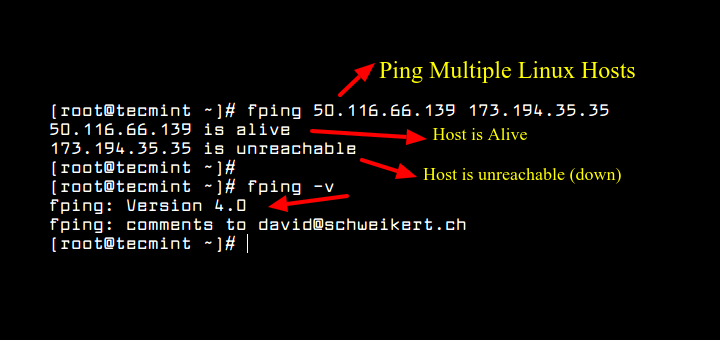 Ping Multiple Linux Hosts
[root@tecmint ~]# fping 50.116.66.139 173.194.35.35
50.116.66.139 is alive
Host is Alive
173.194.35.35 is unreachable
[root@tecmint ~]#
Host is unreachable (down)
[root@tecmint ~]# fping -v
fping: Version 4.0
fping: comments to david@schweikert.ch
[root@tecmint ~]#